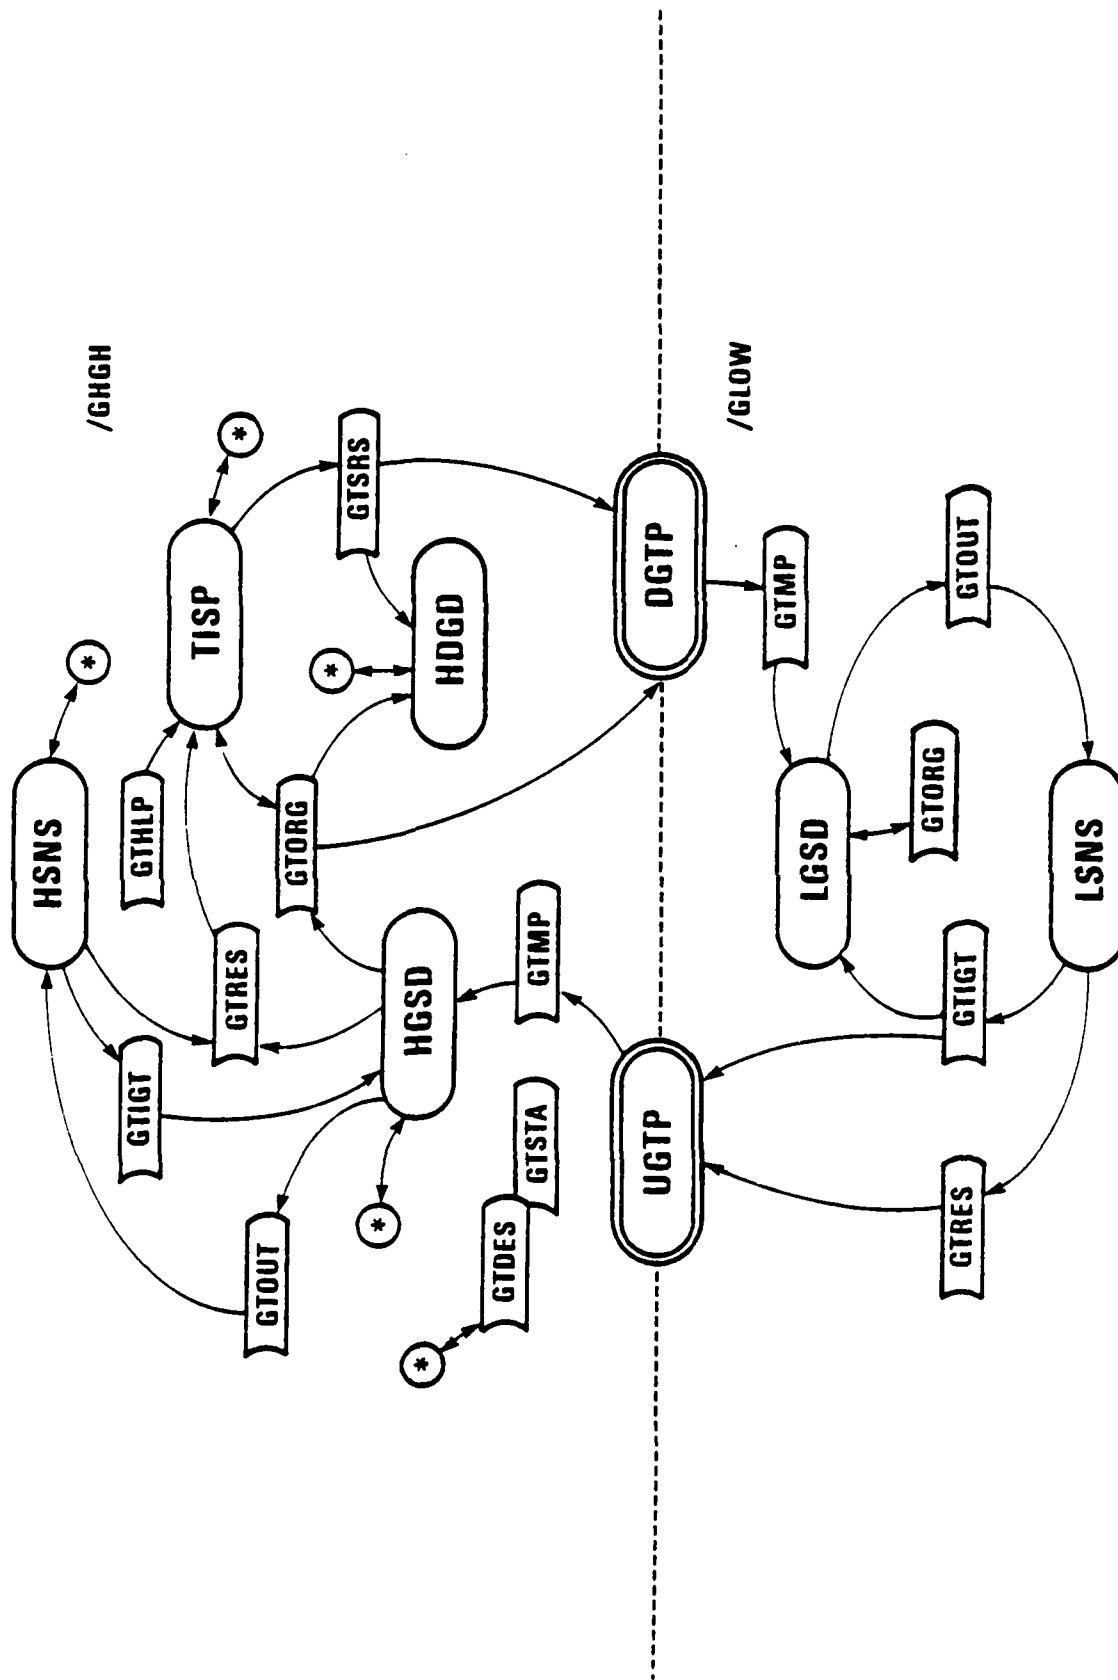 /GHGH
HSNS
*
GTIGT
GTHLP
TISP
*
GTRES
GTOUT
GTORG
*
GTSRS
*
HGSD
HDGD
*
GTDES
GTSTA
GTMP
UGTP
DGTP
/GLOW
GTMP
LGSD
GTORG
GTRES
GTIGT
GTOUT
LSNS